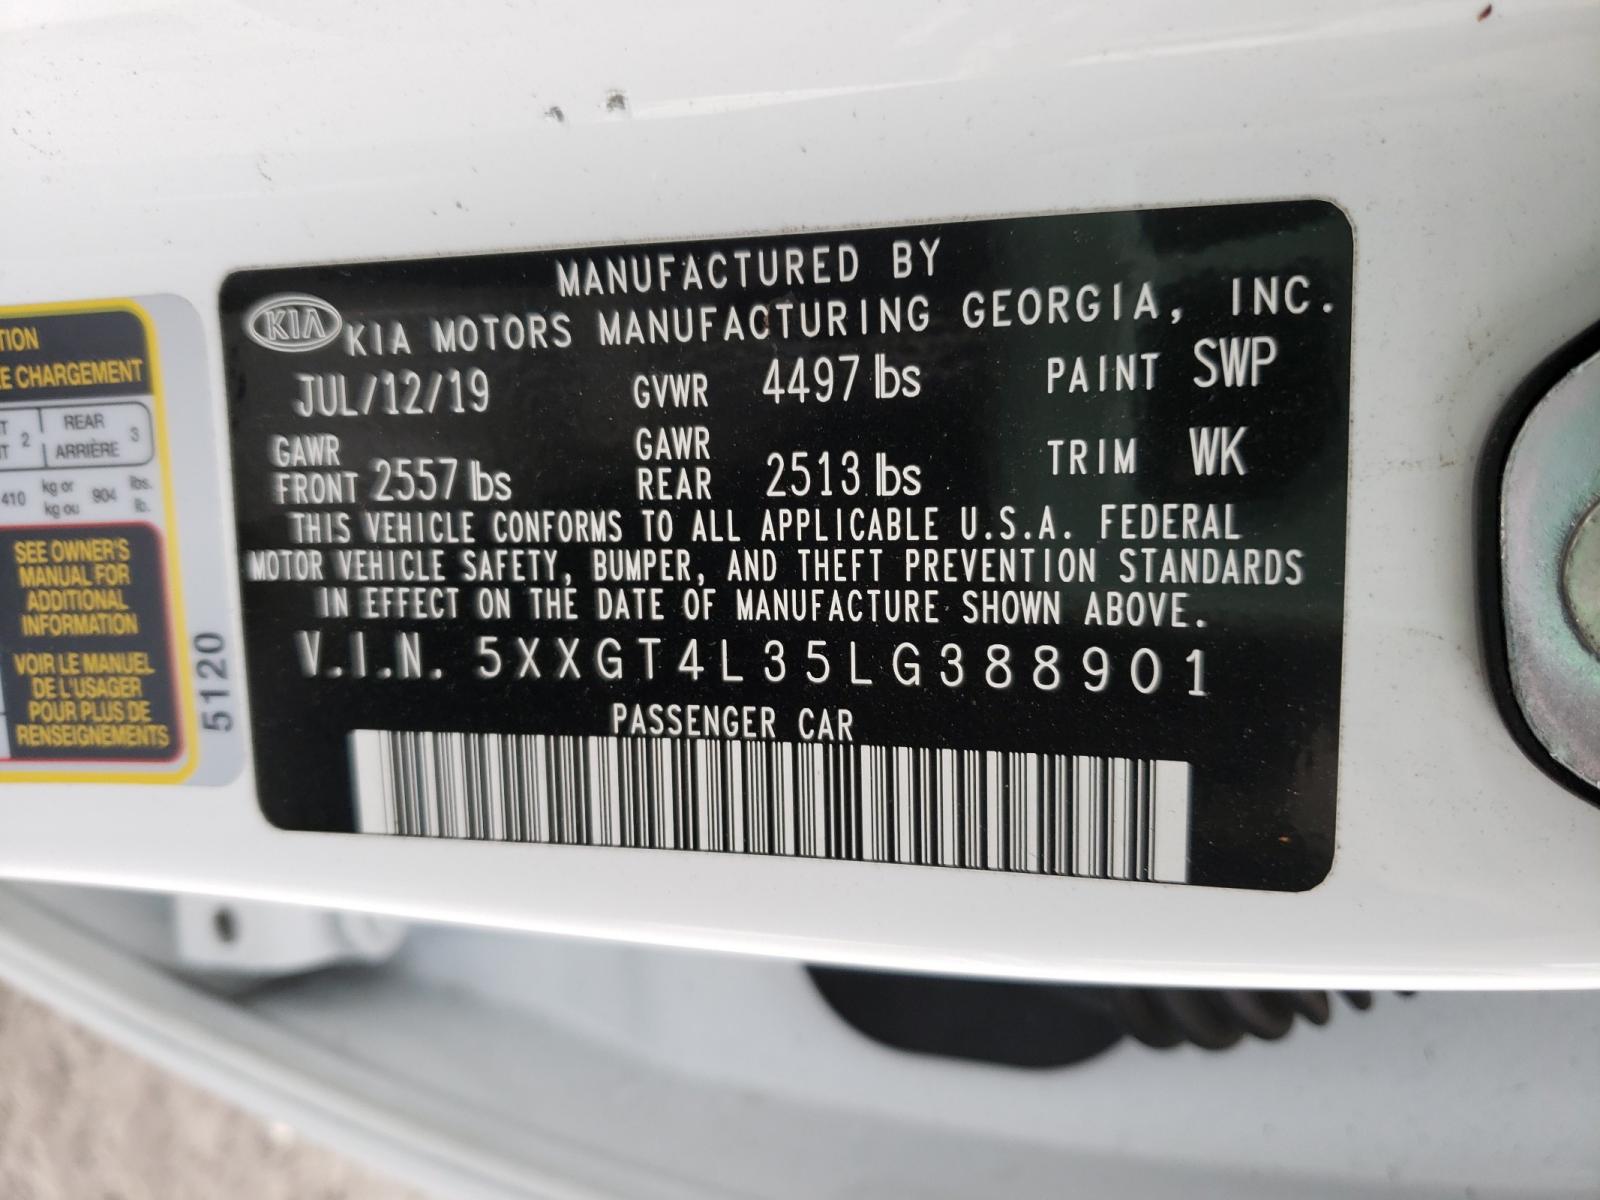 MANUFACTURED BY
KIA KIA MOTORS MANUFACTURING GEORGIA, INC.
JUL/12/19 GVWR 4497 lbs PAINT SWP
GAWR FRONT 2557 lbs GAWR REAR 2513 lbs TRIM WK
THIS VEHICLE CONFORMS TO ALL APPLICABLE U.S.A. FEDERAL
MOTOR VEHICLE SAFETY, BUMPER, AND THEFT PREVENTION STANDARDS
IN EFFECT ON THE DATE OF MANUFACTURE SHOWN ABOVE.
V.I.N. 5XXGT4L35LG388901
PASSENGER CAR
CHARGEMENT
2 REAR 3
ARRIÈRE
410 kg or 904 lbs.
kg ou lb.
SEE OWNER'S
MANUAL FOR
ADDITIONAL
INFORMATION
VOIR LE MANUEL
DE L'USAGER
POUR PLUS DE
RENSEIGNEMENTS
5120